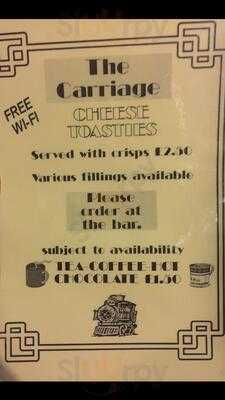 The
Carriage
CHEESE
TOASTIES
FREE
WI-FI
Served with crisps £2.50
Various fillings available
Please
order at
the bar.
subject to availability
TEA-COFFEE-HOT
CHOCOLATE £1.50